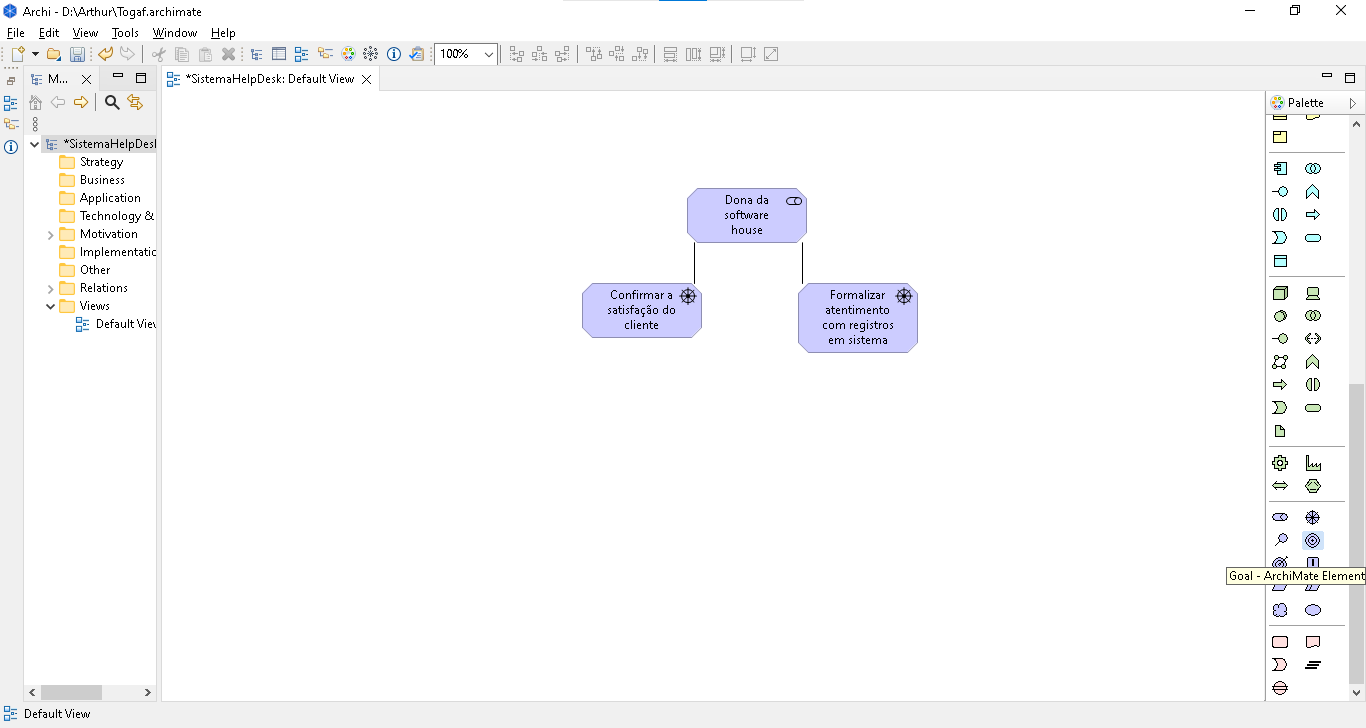 Archi - D:\Arthur\Togaf.archimate
File Edit View Tools Window Help
100%
M...
*SistemaHelpDesk: Default View
Palette
*SistemaHelpDesk
Strategy
Business
Application
Technology &
Motivation
Implementatic
Other
Relations
Views
Default View
Dona da
software
house
Confirmar a
satisfação do
cliente
Formalizar
atentimento
com registros
em sistema
Goal - ArchiMate Element
Default View